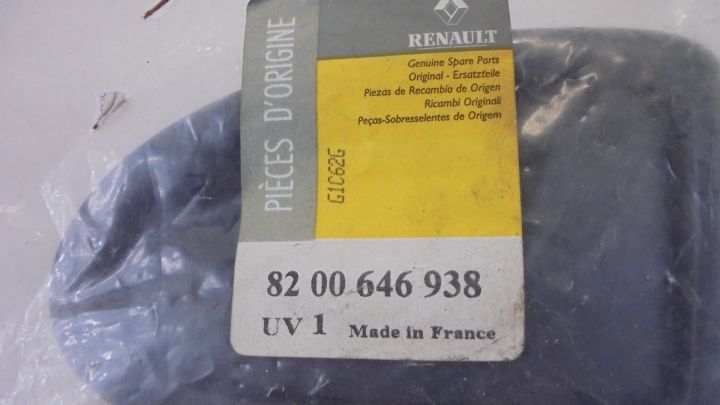 RENAULT
Genuine Spare Parts
Original - Ersatzteile
Piezas de Recambio de Origen
Ricambi Originali
Peças-Sobresselentes de Origem
PIÈCES D'ORIGINE
G1C62G
82 00 646 938
UV 1 Made in France